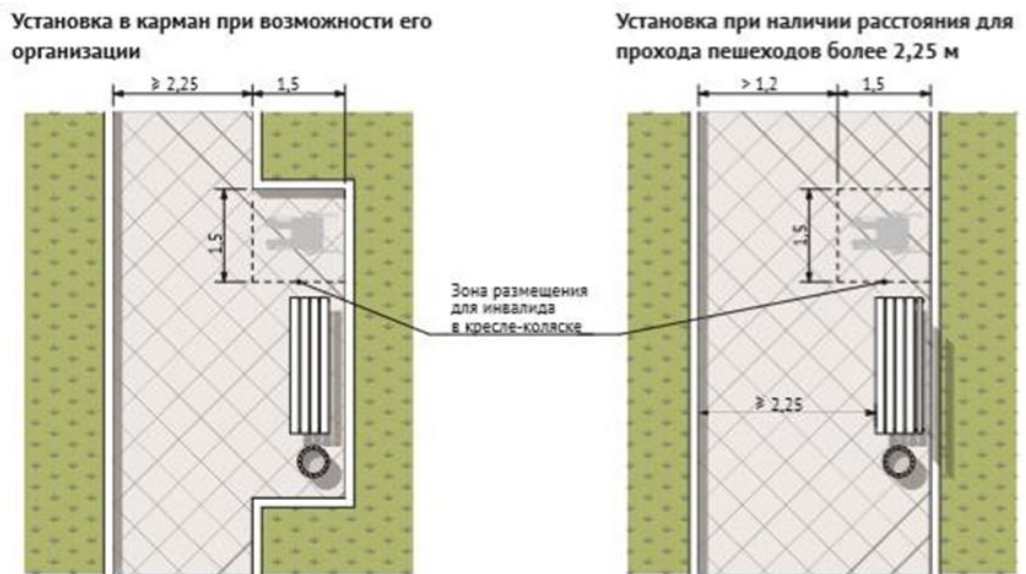 Установка в карман при возможности его
организации
Установка при наличии расстояния для
прохода пешеходов более 2,25 м
⩾ 2,25
1,5
> 1,2
1,5
1,5
1,5
Зона размещения
для инвалида
в кресле-коляске
⩾ 2,25